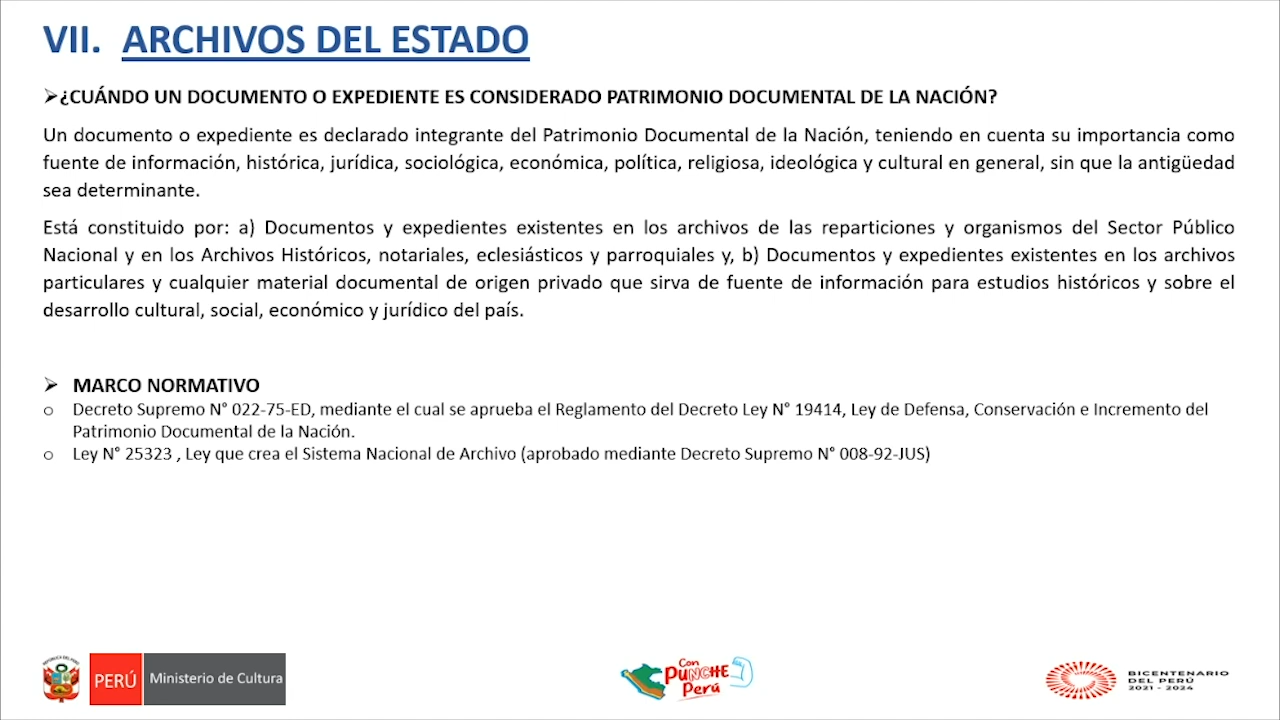 VII. ARCHIVOS DEL ESTADO
➢¿CUÁNDO UN DOCUMENTO O EXPEDIENTE ES CONSIDERADO PATRIMONIO DOCUMENTAL DE LA NACIÓN?
Un documento o expediente es declarado integrante del Patrimonio Documental de la Nación, teniendo en cuenta su importancia como
fuente de información, histórica, jurídica, sociológica, económica, política, religiosa, ideológica y cultural en general, sin que la antigüedad
sea determinante.
Está constituido por: a) Documentos y expedientes existentes en los archivos de las reparticiones y organismos del Sector Público
Nacional y en los Archivos Históricos, notariales, eclesiásticos y parroquiales y, b) Documentos y expedientes existentes en los archivos
particulares y cualquier material documental de origen privado que sirva de fuente de información para estudios históricos y sobre el
desarrollo cultural, social, económico y jurídico del país.
➢ MARCO NORMATIVO
o Decreto Supremo N° 022-75-ED, mediante el cual se aprueba el Reglamento del Decreto Ley N° 19414, Ley de Defensa, Conservación e Incremento del
Patrimonio Documental de la Nación.
o Ley N° 25323 , Ley que crea el Sistema Nacional de Archivo (aprobado mediante Decreto Supremo N° 008-92-JUS)
REPÚBLICA DEL PERÚ
PERÚ
Ministerio de Cultura
Con
PUNCHE
Perú
BICENTENARIO
DEL PERÚ
2021 - 2024